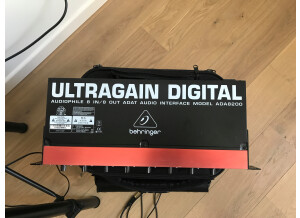 ULTRAGAIN DIGITAL
AUDIOPHILE 8 IN/8 OUT ADAT AUDIO INTERFACE MODEL ADA8200
behringer